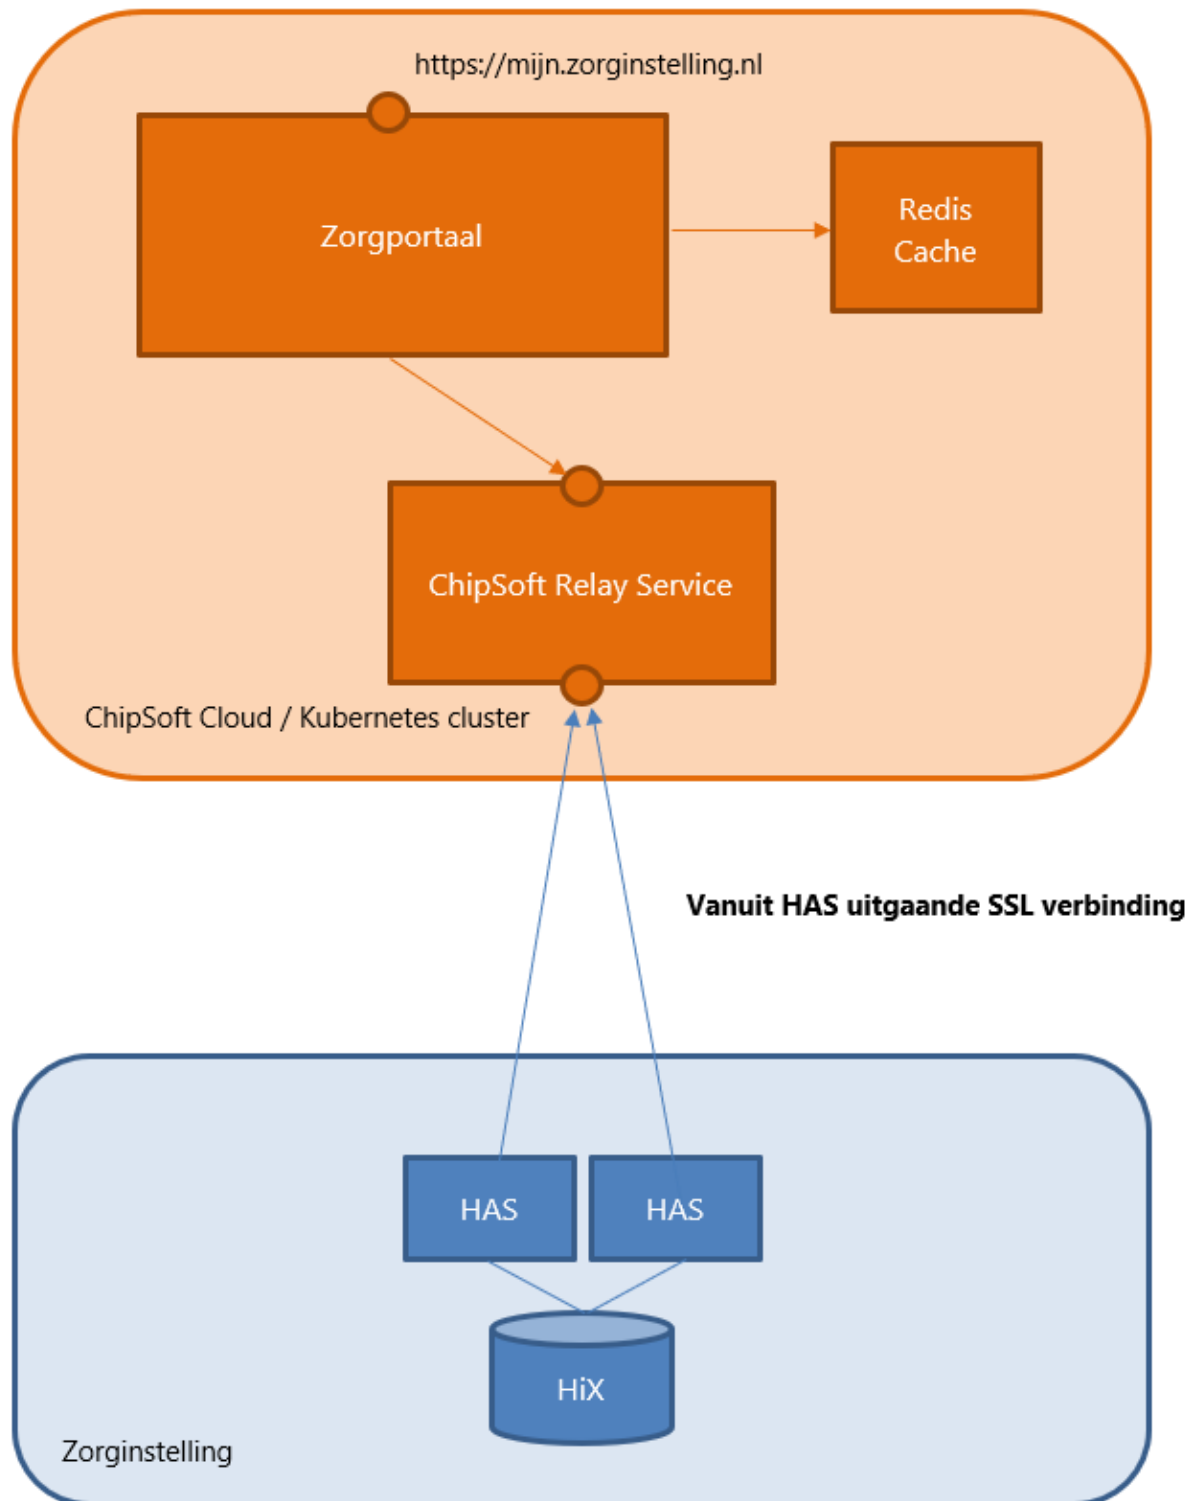 https://mijn.zorginstelling.nl
Zorgportaal
Redis
Cache
ChipSoft Relay Service
ChipSoft Cloud / Kubernetes cluster
Vanuit HAS uitgaande SSL verbinding
HAS
HAS
HiX
Zorginstelling